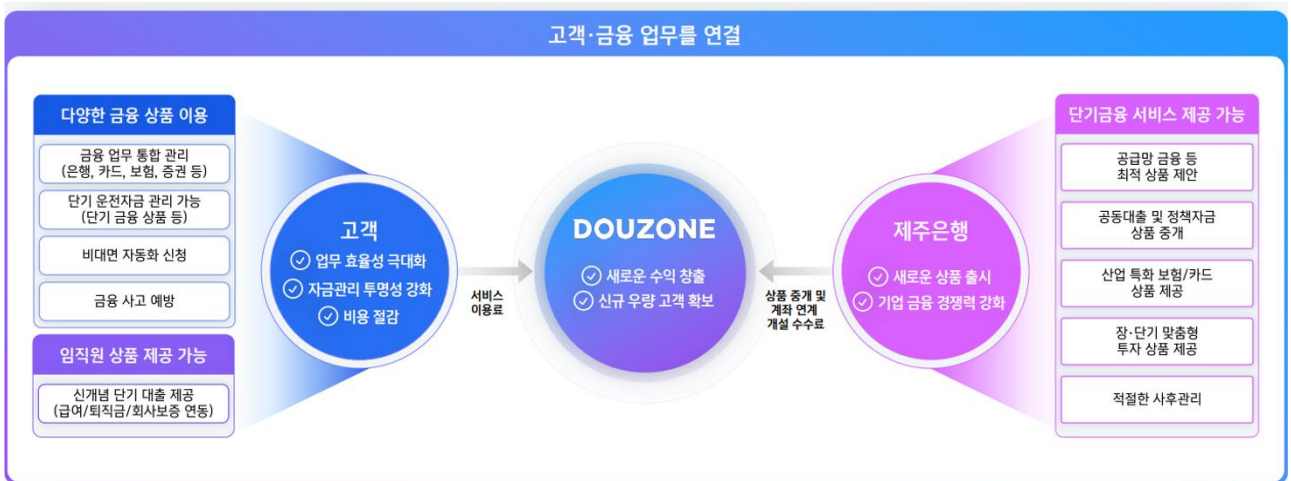 고객·금융 업무를 연결
다양한 금융 상품 이용
금융 업무 통합 관리
(은행, 카드, 보험, 증권 등)
단기 운전자금 관리 가능
(단기 금융 상품 등)
비대면 자동화 신청
금융 사고 예방
임직원 상품 제공 가능
신개념 단기 대출 제공
(급여/퇴직금/회사보증 연동)
고객
업무 효율성 극대화
자금관리 투명성 강화
비용 절감
서비스
이용료
DOUZONE
새로운 수익 창출
신규 우량 고객 확보
상품 중개 및
계좌 연계
개설 수수료
제주은행
새로운 상품 출시
기업 금융 경쟁력 강화
단기금융 서비스 제공 가능
공급망 금융 등
최적 상품 제안
공동대출 및 정책자금
상품 중개
산업 특화 보험/카드
상품 제공
장·단기 맞춤형
투자 상품 제공
적절한 사후관리